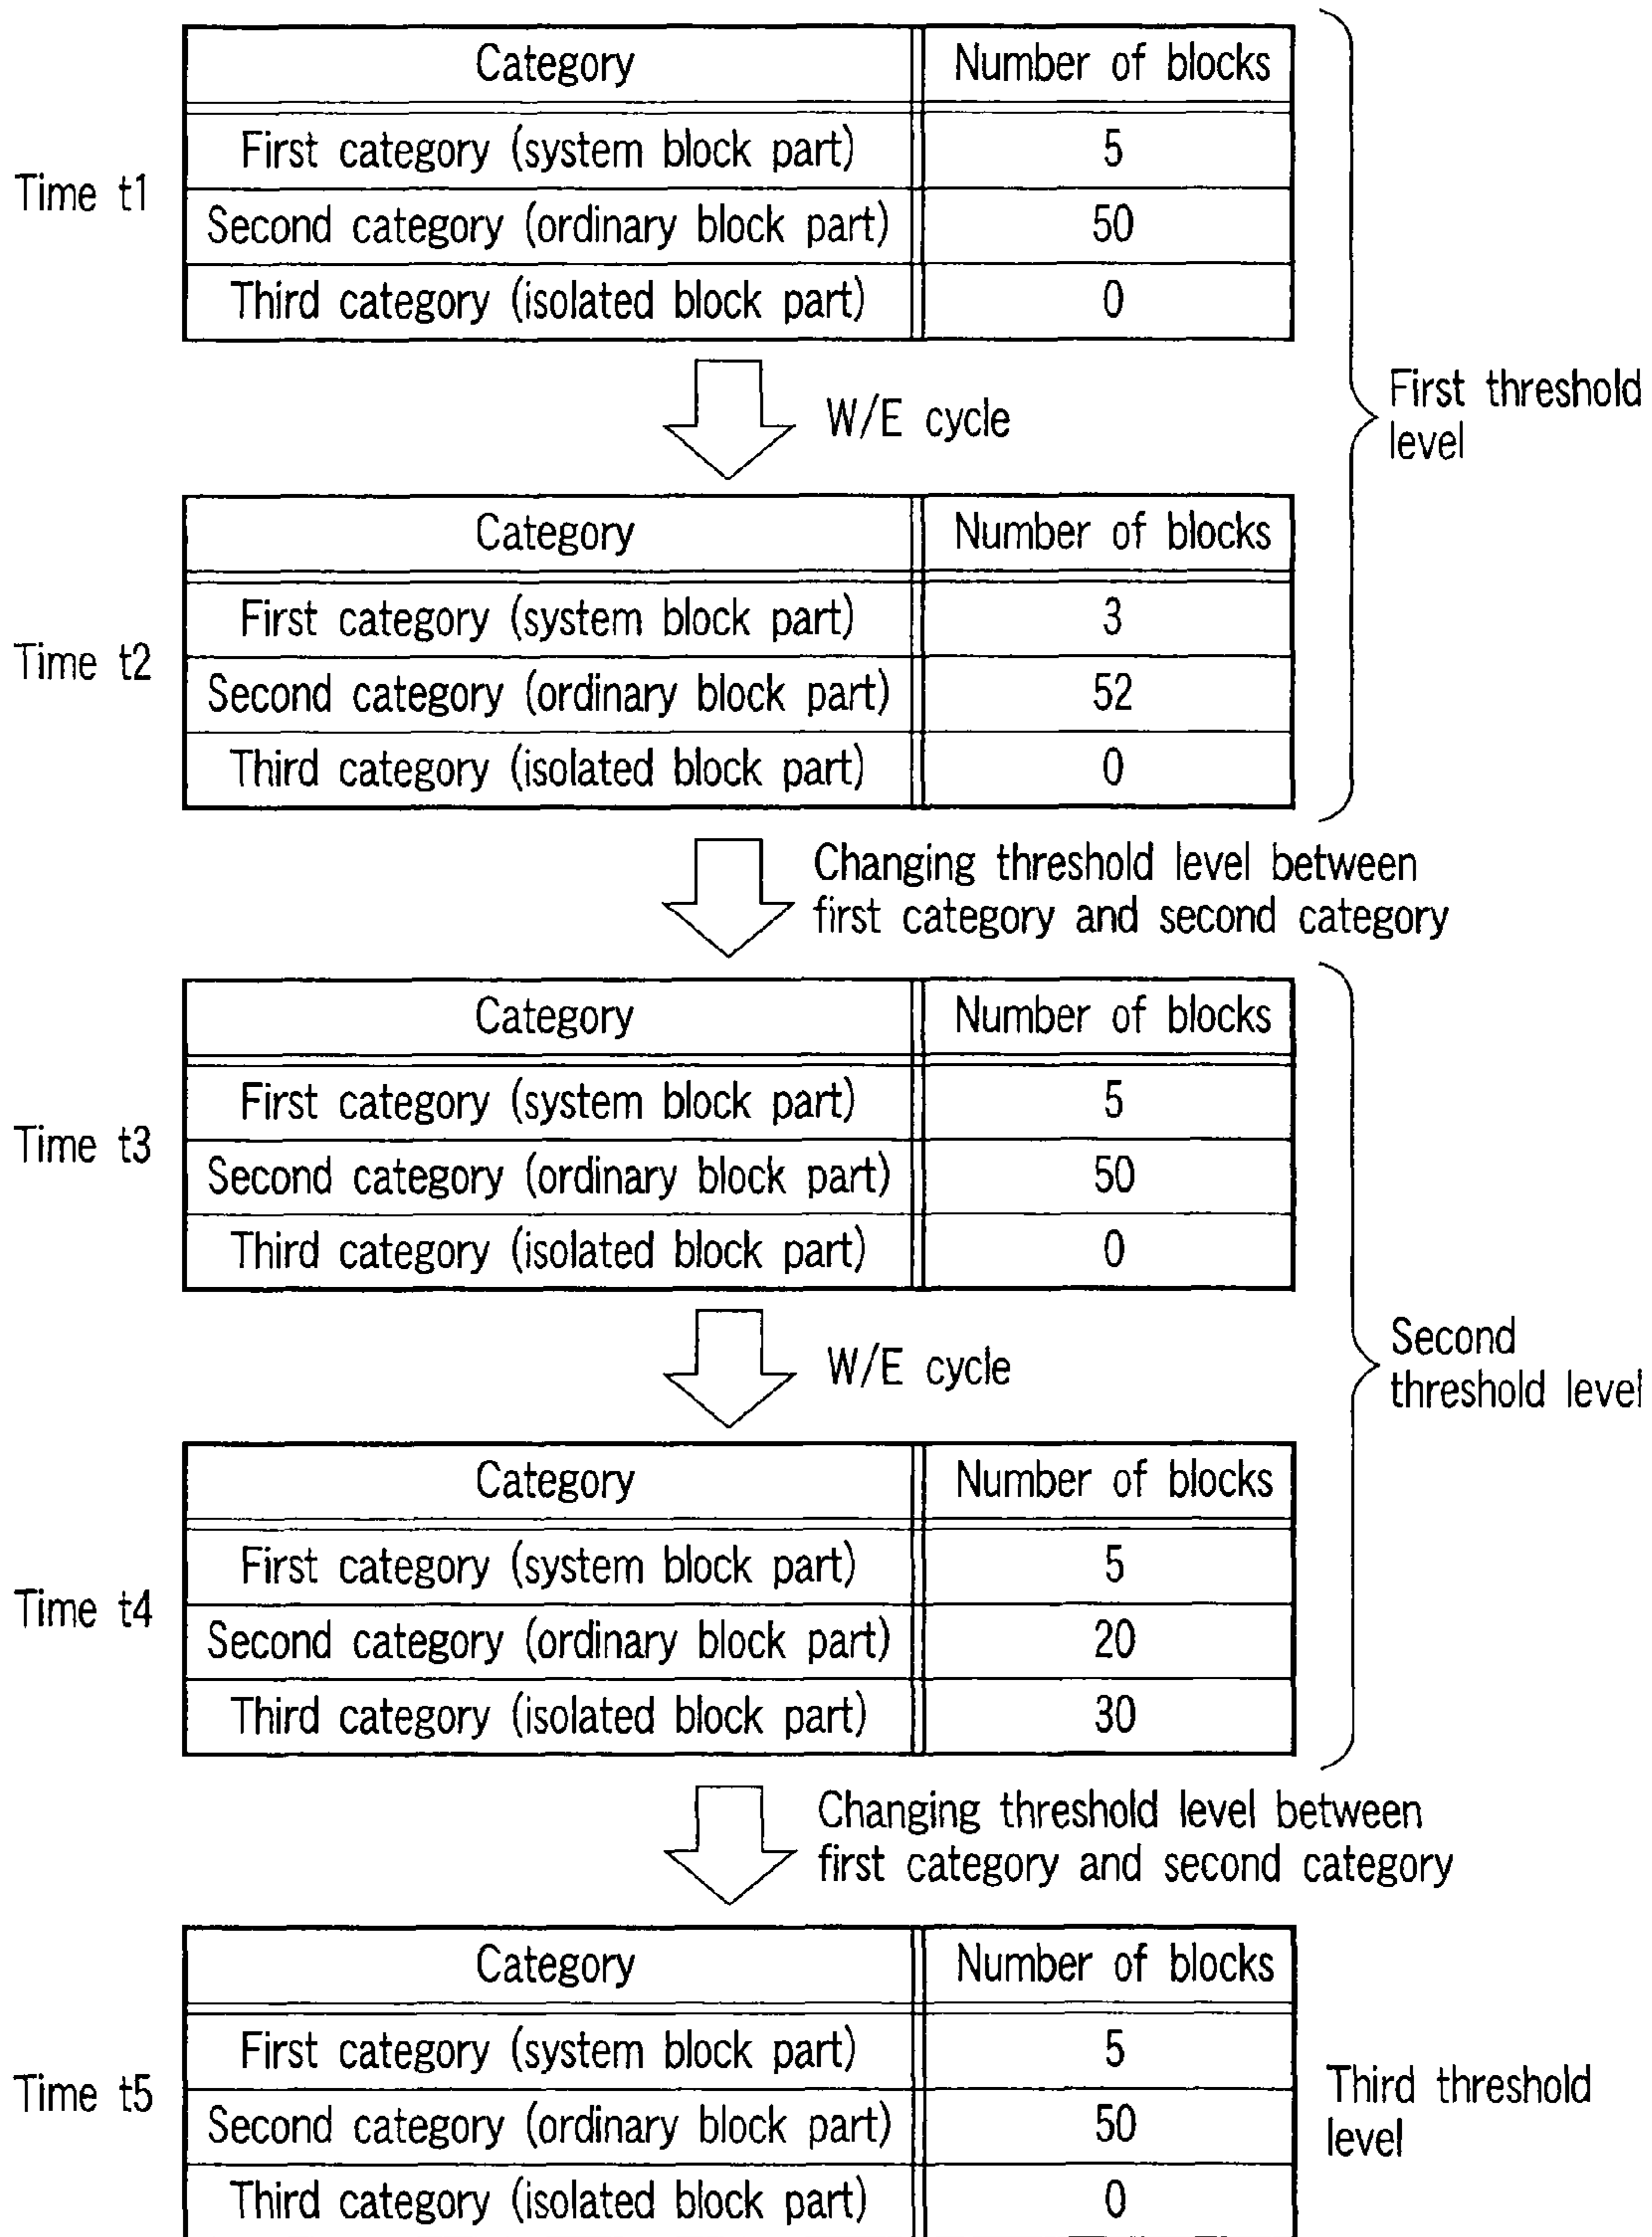 Category Number of blocks
First category (system block part) 5
Time t1
Second category (ordinary block part) 50
Third category (isolated block part) 0
W/E cycle
First threshold
level
Category Number of blocks
First category (system block part) 3
Time t2
Second category (ordinary block part) 52
Third category (isolated block part) 0
Changing threshold level between
first category and second category
Category Number of blocks
First category (system block part) 5
Time t3
Second category (ordinary block part) 50
Third category (isolated block part) 0
W/E cycle
Second
threshold level
Category Number of blocks
First category (system block part) 5
Time t4
Second category (ordinary block part) 20
Third category (isolated block part) 30
Changing threshold level between
first category and second category
Category Number of blocks
First category (system block part) 5
Time t5
Second category (ordinary block part) 50
Third category (isolated block part) 0
Third threshold
level